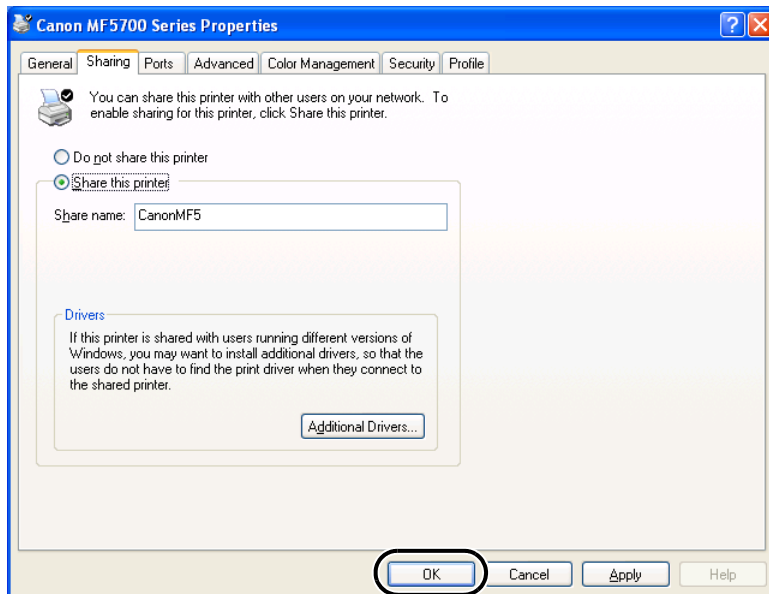 Canon MF5700 Series Properties
General Sharing Ports Advanced Color Management Security Profile
You can share this printer with other users on your network. To
enable sharing for this printer, click Share this printer.
Do not share this printer
Share this printer
Share name: CanonMF5
Drivers
If this printer is shared with users running different versions of
Windows, you may want to install additional drivers, so that the
users do not have to find the print driver when they connect to
the shared printer.
Additional Drivers...
OK Cancel Apply Help